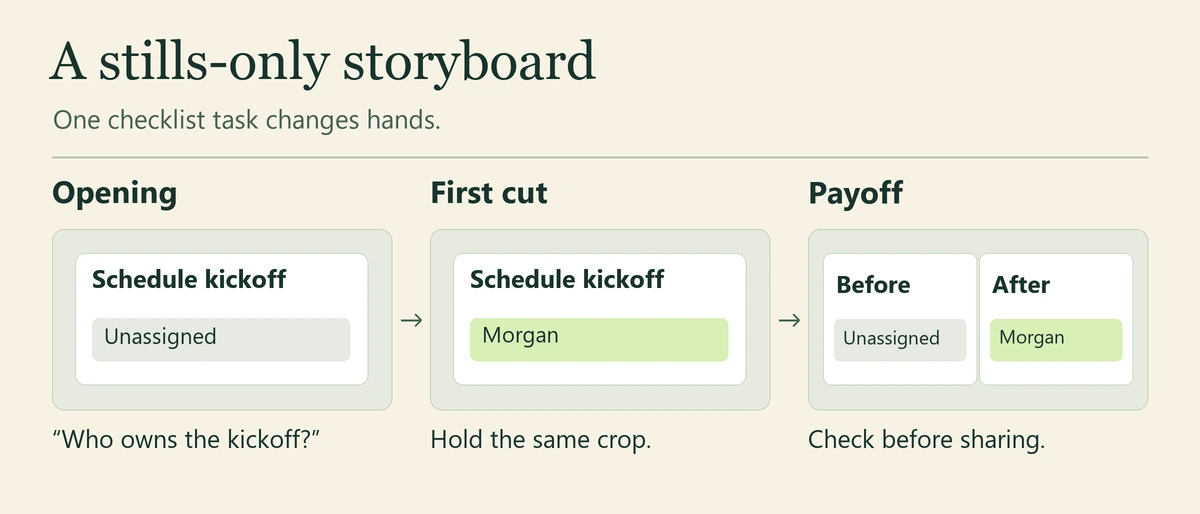 A stills-only storyboard
One checklist task changes hands.
Opening
Schedule kickoff
Unassigned
“Who owns the kickoff?”
→
First cut
Schedule kickoff
Morgan
Hold the same crop.
→
Payoff
Before
Unassigned
After
Morgan
Check before sharing.